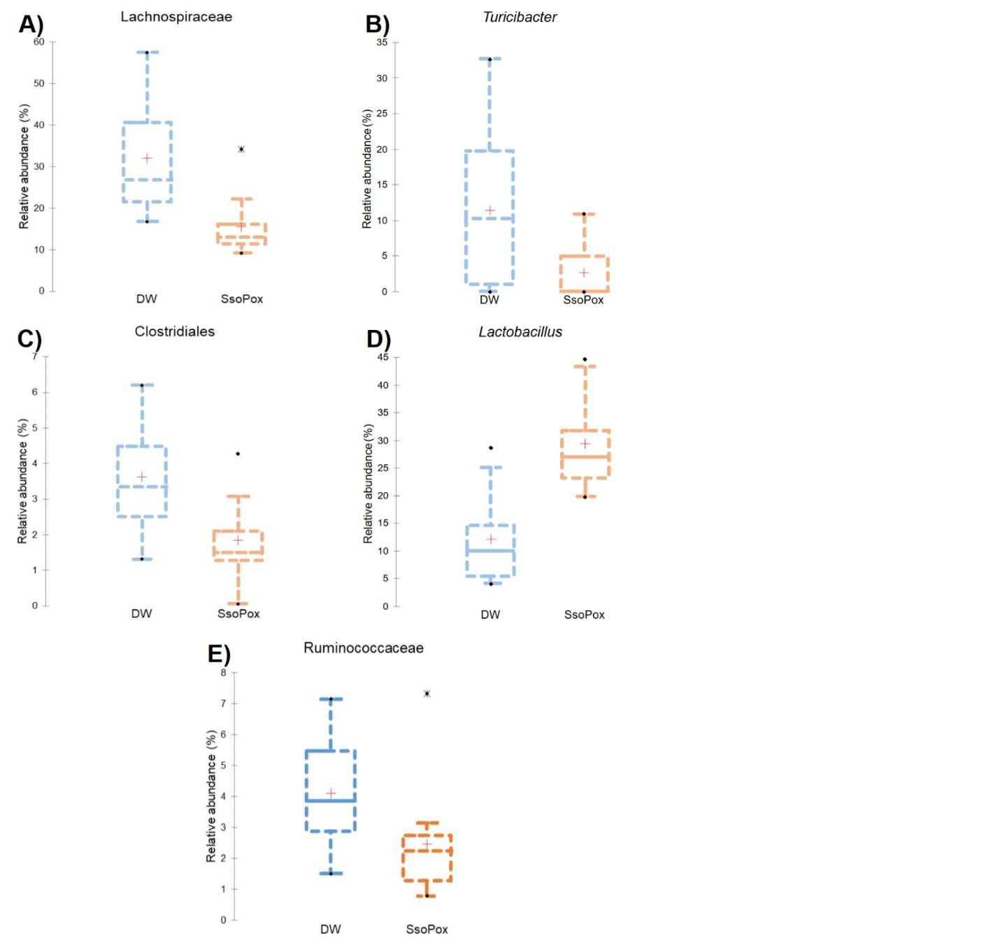 A)
Lachnospiraceae
Relative abundance (%)
60
50
40
30
20
10
0
DW
SsoPox
B)
Turicibacter
Relative abundance(%)
35
30
25
20
15
10
5
0
DW
SsoPox
C)
Clostridiales
Relative abundance (%)
7
6
5
4
3
2
1
0
DW
SsoPox
D)
Lactobacillus
Relative abundance(%)
45
40
35
30
25
20
15
10
5
0
DW
SsoPox
E)
Ruminococcaceae
Relative abundance (%)
8
7
6
5
4
3
2
1
0
DW
SsoPox